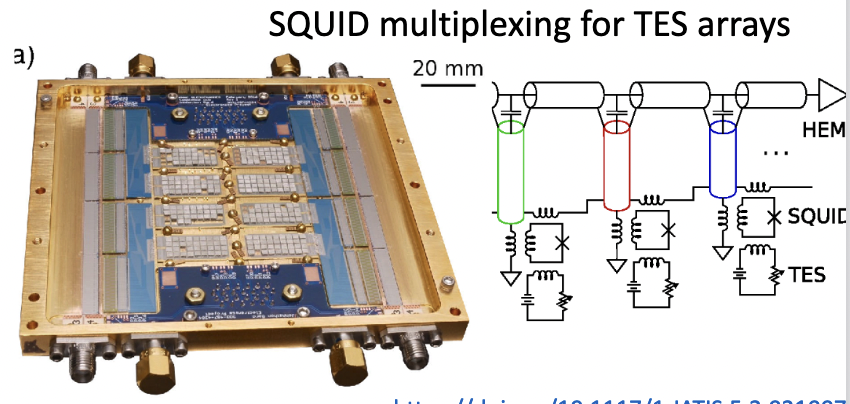 SQUID multiplexing for TES arrays
a)
20 mm
HEM
...
SQUID
TES